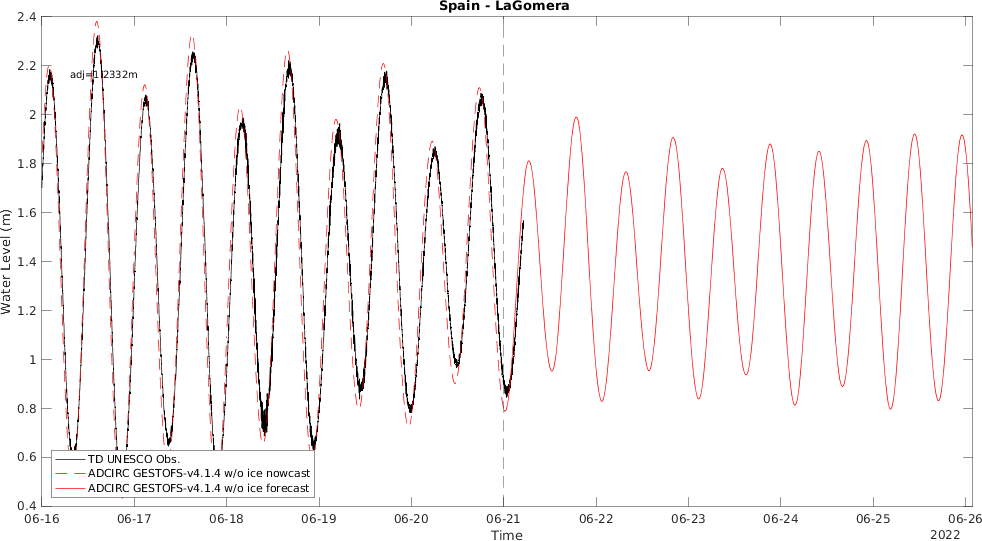 Spain - LaGomera
2.4
2.2
2
1.8
1.6
1.4
1.2
1
0.8
0.6
0.4
Water Level (m)
adj=1.2332m
TD UNESCO Obs.
ADCIRC GESTOFS-v4.1.4 w/o ice nowcast
ADCIRC GESTOFS-v4.1.4 w/o ice forecast
06-16 06-17 06-18 06-19 06-20 06-21 06-22 06-23 06-24 06-25 06-26
Time
2022